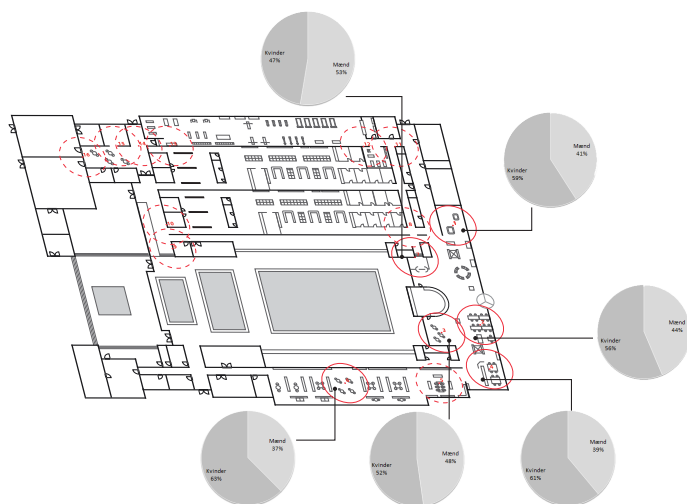 Kvinder
47%
Mænd
53%
Kvinder
59%
Mænd
41%
Kvinder
56%
Mænd
44%
Kvinder
63%
Mænd
37%
Kvinder
52%
Mænd
48%
Kvinder
61%
Mænd
39%